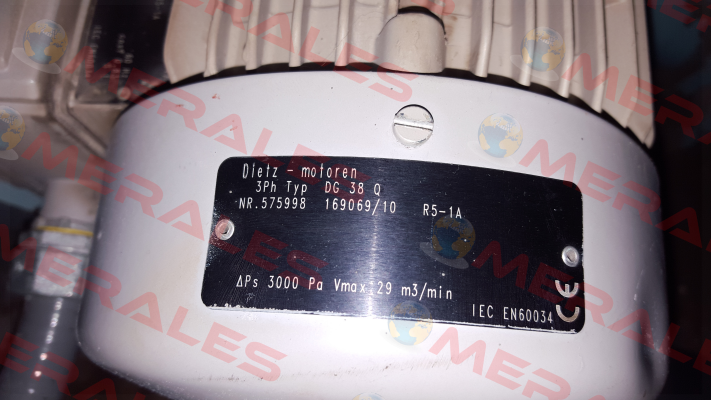 Dietz - motoren
3Ph Typ DG 38 Q
NR.575998 169069/10 R5-1A
ΔPs 3000 Pa Vmax 29 m3/min
IEC EN60034 CE
MERALES